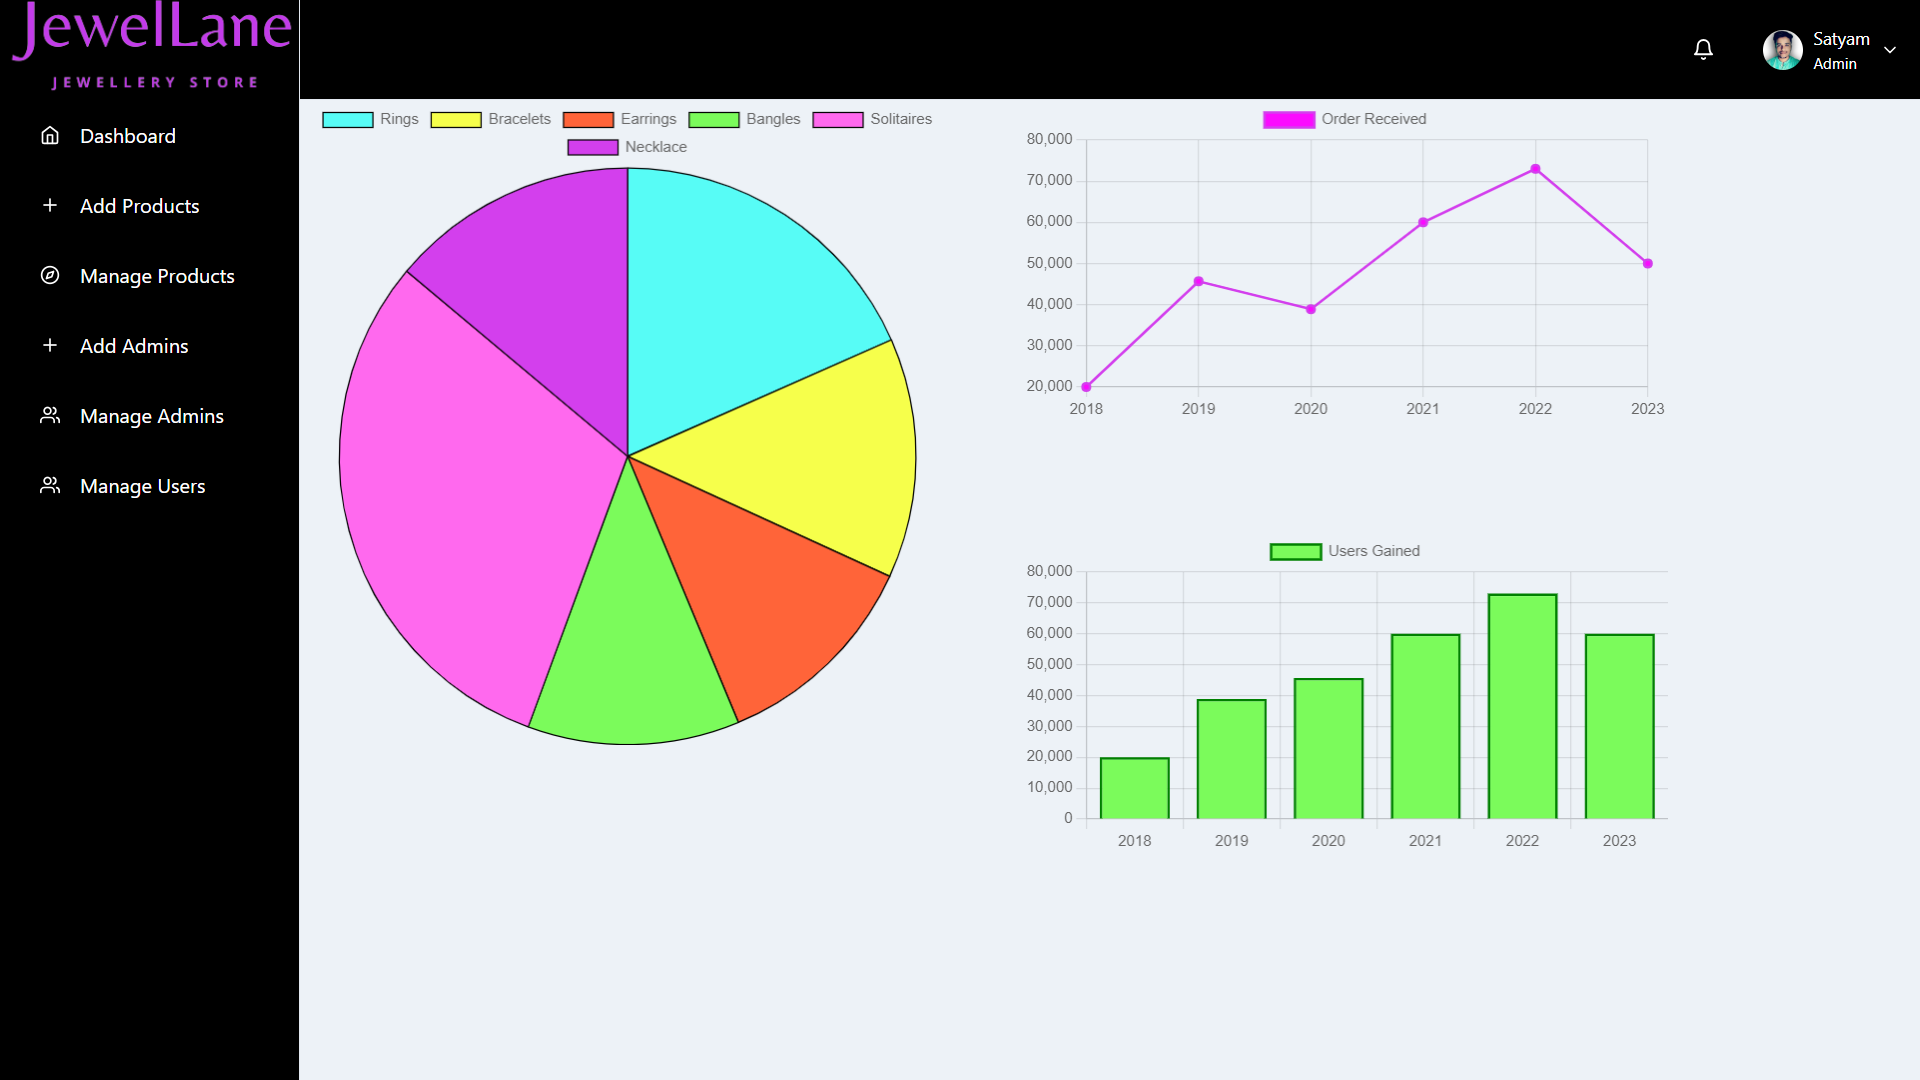 JewelLane
JEWELLERY STORE
Dashboard
Add Products
Manage Products
Add Admins
Manage Admins
Manage Users
Satyam
Admin
Rings Bracelets Earrings Bangles Solitaires
Necklace
Order Received
80,000
70,000
60,000
50,000
40,000
30,000
20,000
2018 2019 2020 2021 2022 2023
Users Gained
80,000
70,000
60,000
50,000
40,000
30,000
20,000
10,000
0
2018 2019 2020 2021 2022 2023